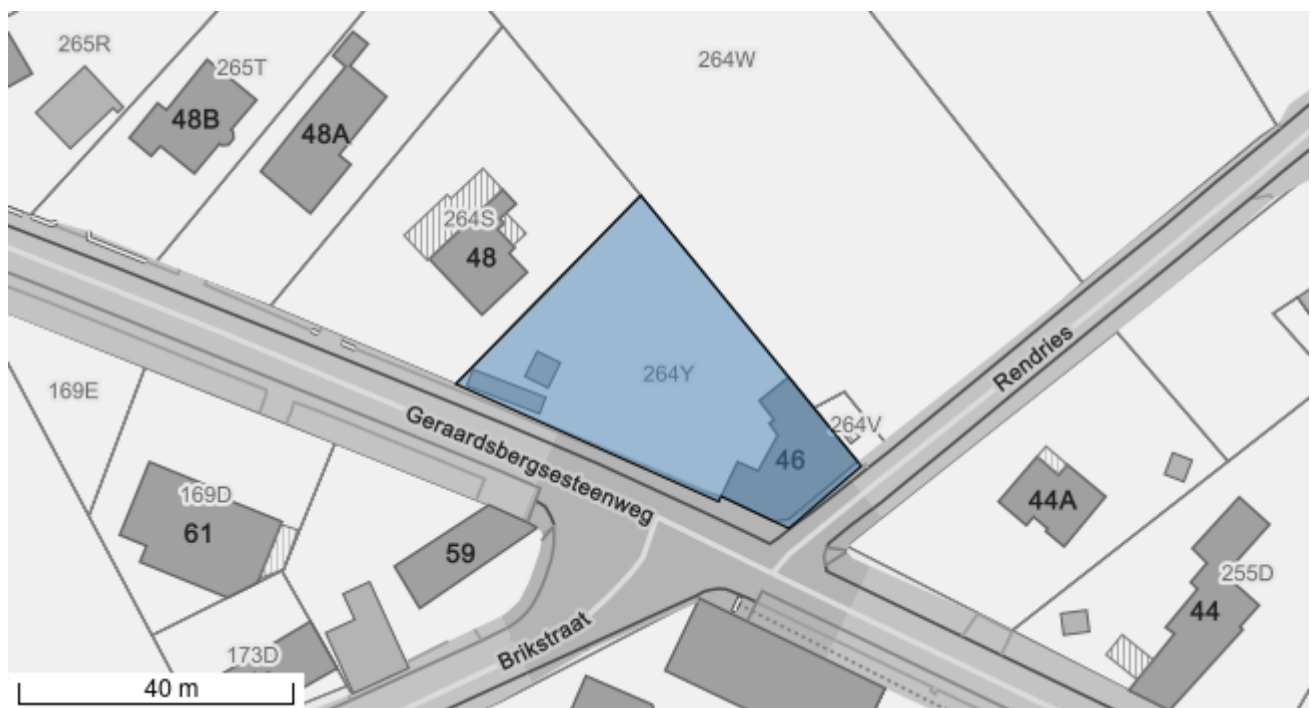 265R
265T
264W
48B
48A
264S
48
264Y
Rendries
169E
Geraardsbergsesteenweg
264V
46
169D
61
59
44A
255D
44
Brikstraat
173D
40 m